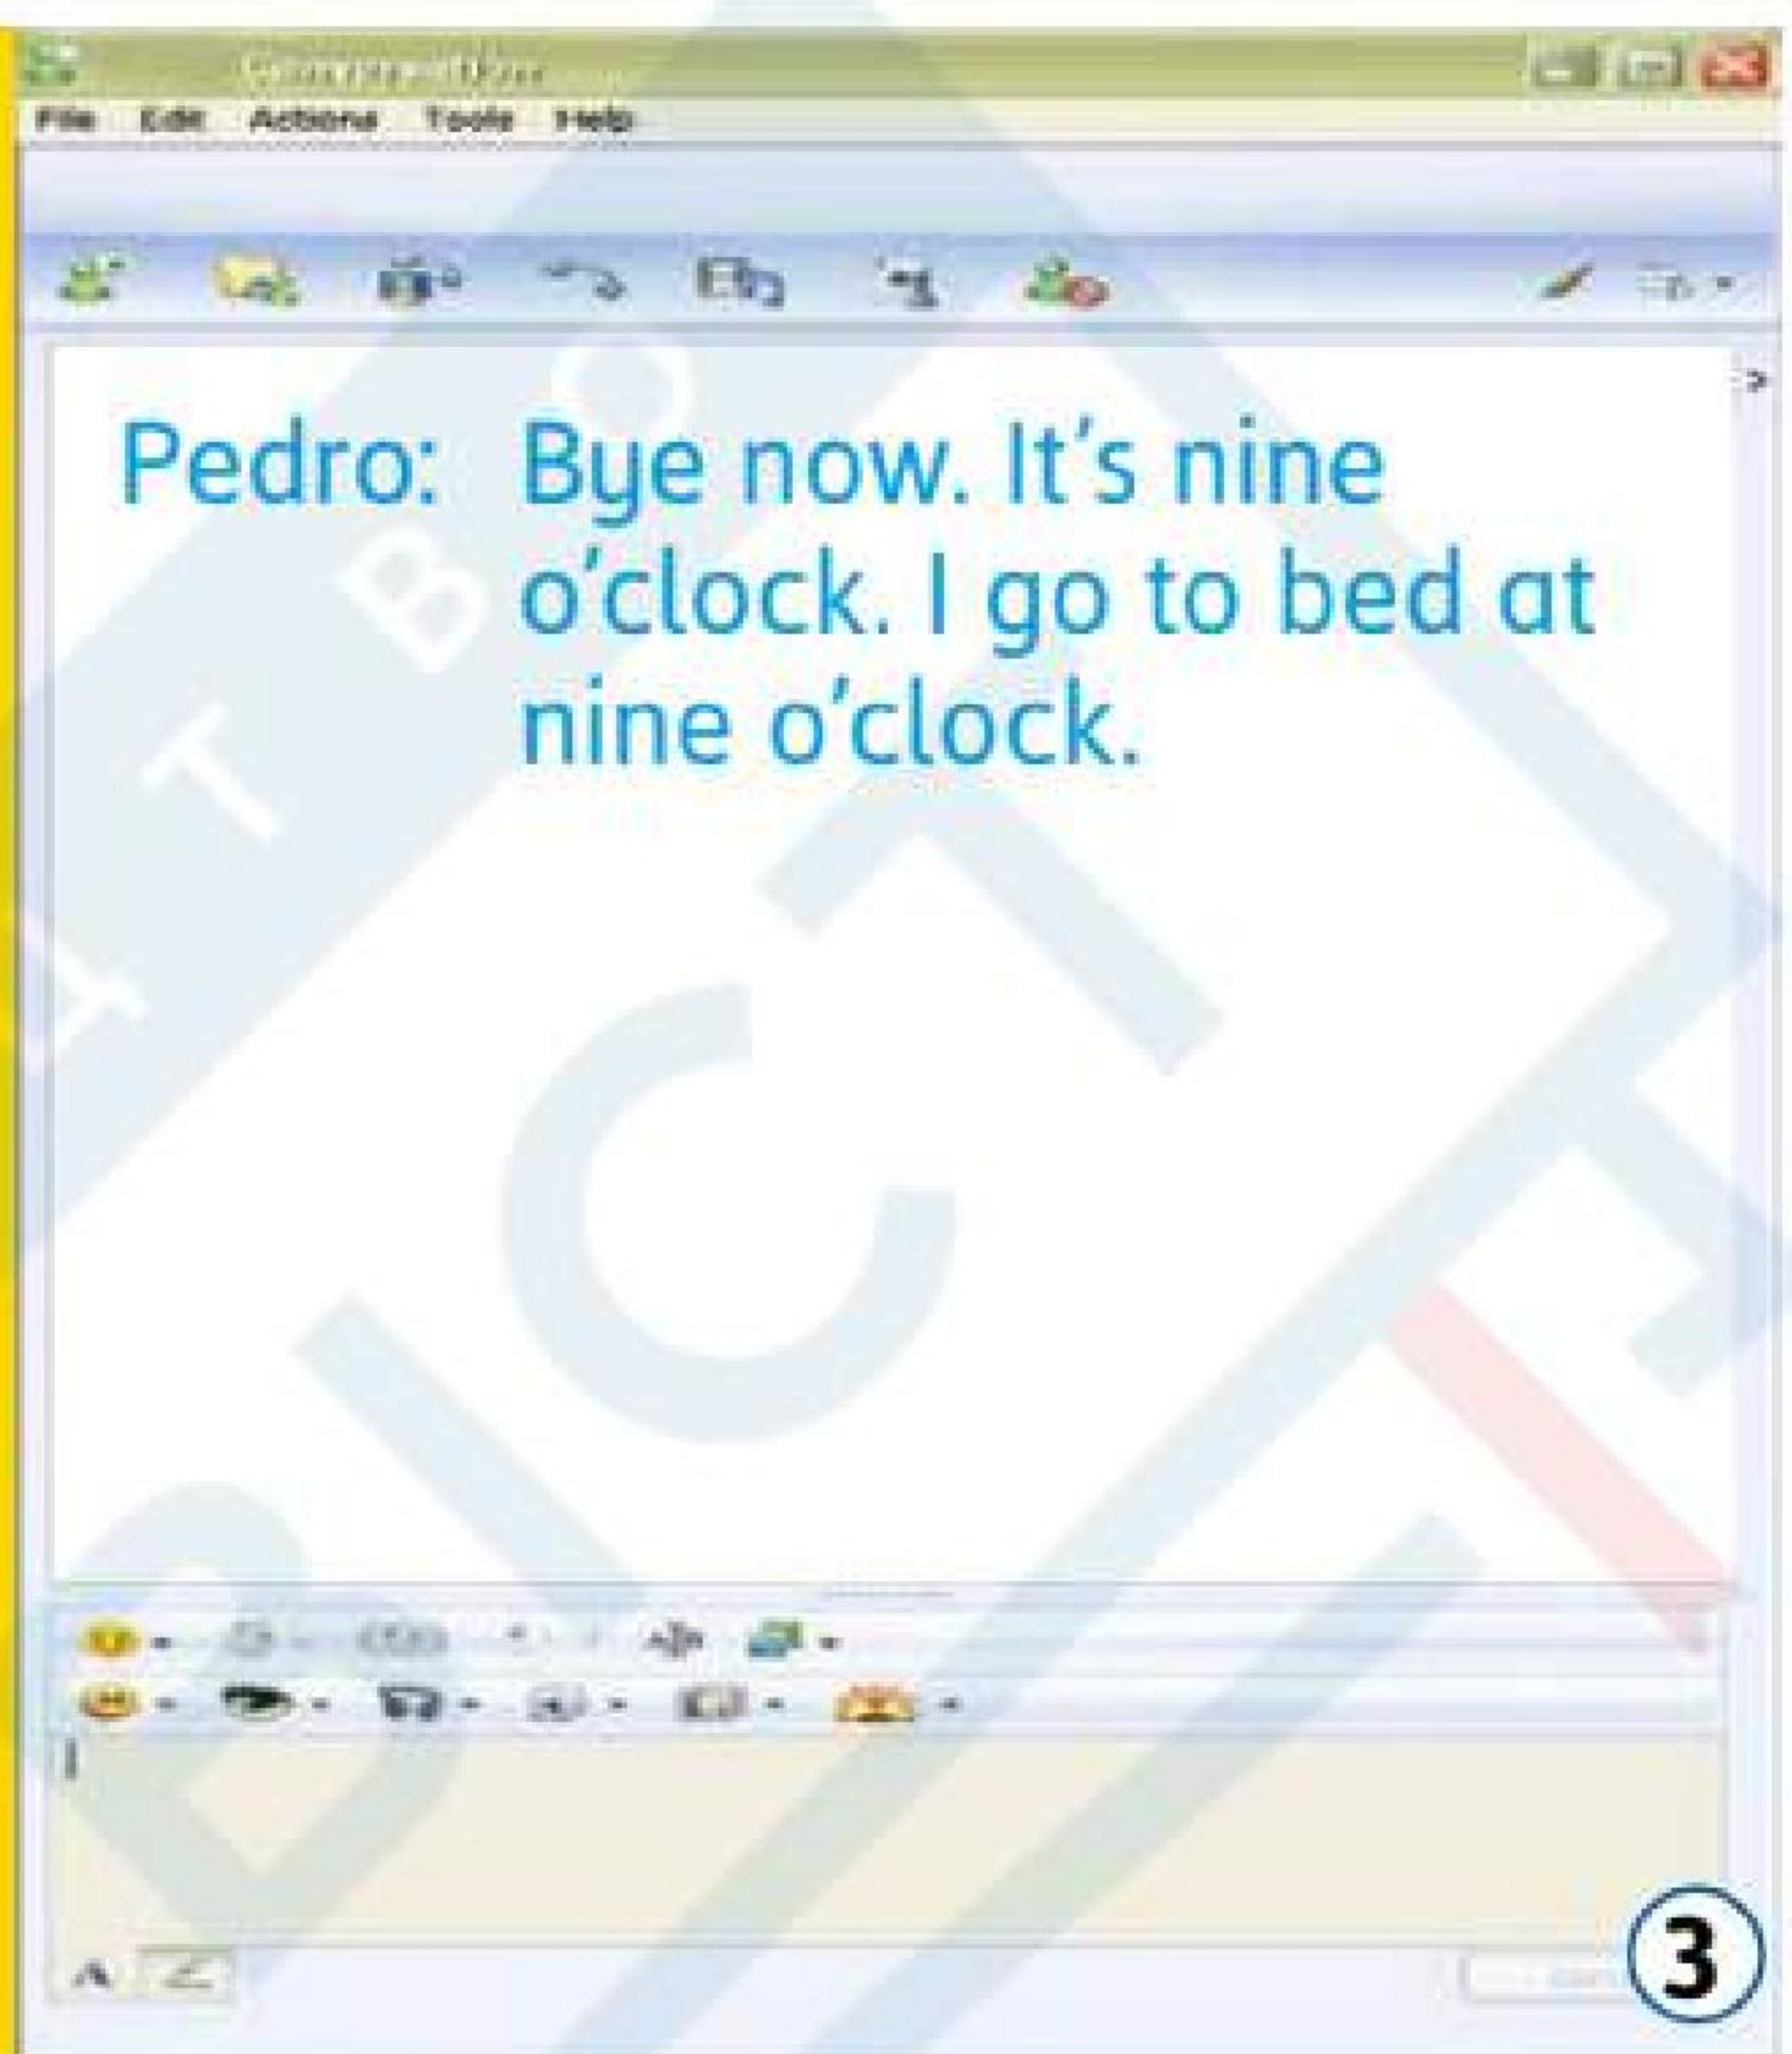 File Edit Actions Tools Help
Pedro: Bye now. It's nine
o'clock. I go to bed at
nine o'clock.
3